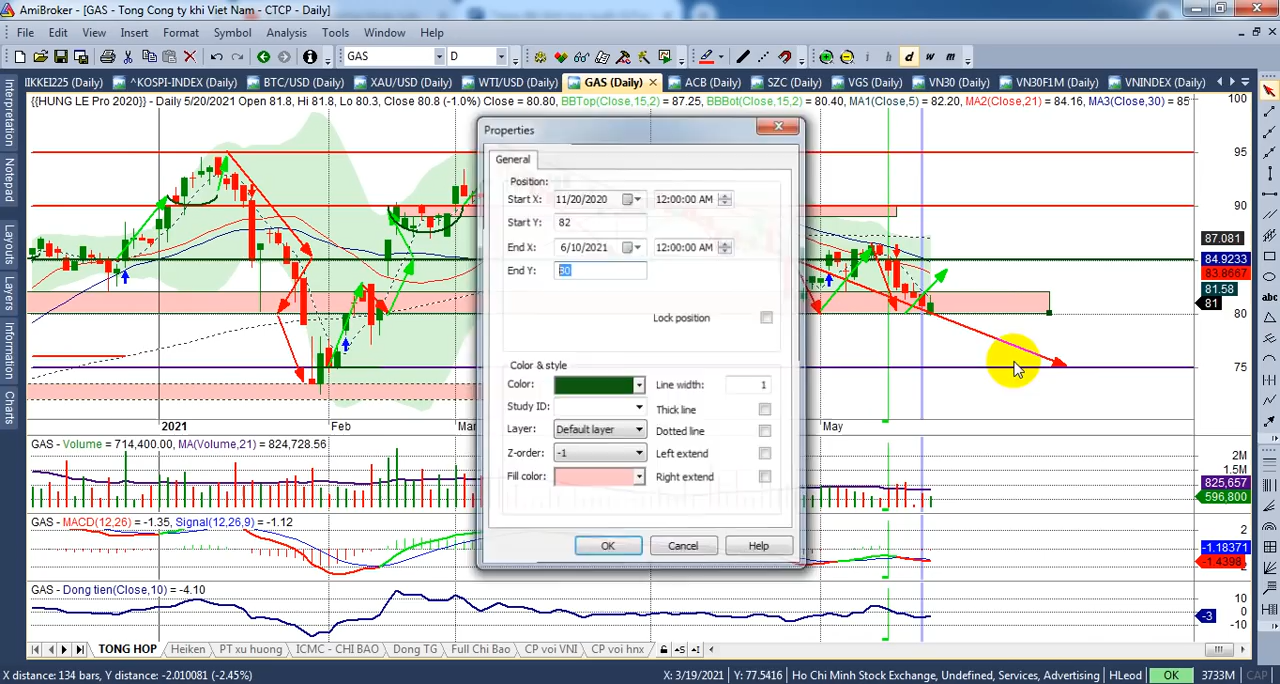 AmiBroker - [GAS - Tong Cong ty khi Viet Nam - CTCP - Daily]
File Edit View Insert Format Symbol Analysis Tools Window Help
GAS D i h d w m
IIKKEI225 (Daily) ^KOSPI-INDEX (Daily) BTC/USD (Daily) XAU/USD (Daily) WTI/USD (Daily) GAS (Daily) ACB (Daily) SZC (Daily) VGS (Daily) VN30 (Daily) VN30F1M (Daily) VNINDEX (Daily)
{{HUNG LE Pro 2020}} - Daily 5/20/2021 Open 81.8, Hi 81.8, Lo 80.3, Close 80.8 (-1.0%) Close = 80.80, BBTop(Close,15,2) = 87.25, BBBot(Close,15,2) = 80.40, MA1(Close,5) = 82.20, MA2(Close,21) = 84.16, MA3(Close,30) = 85
Interpretation
Notepad
Layouts
Layers
Information
Charts
Properties
General
Position:
Start X: 11/20/2020 12:00:00 AM
Start Y: 82
End X: 6/10/2021 12:00:00 AM
End Y: 80
Lock position
Color & style
Color: Line width: 1
Study ID: Thick line
Layer: Default layer Dotted line
Z-order: -1 Left extend
Fill color: Right extend
OK Cancel Help
100
95
90
87.081
84.9233
83.8667
81.58
81
80
75
2021 Feb Mar May
GAS - Volume = 714,400.00, MA(Volume,21) = 824,728.56
2M
1.5M
825,657
596,800
GAS - MACD(12,26) = -1.35, Signal(12,26,9) = -1.12
2
-1.18371
-1.4398
GAS - Dong tien(Close,10) = -4.10
10
0
-3
-10
TONG HOP Heiken PT xu huong ICMC - CHI BAO Dong TG Full Chi Bao CP voi VNI CP voi hnx
X distance: 134 bars, Y distance: -2.010081 (-2.45%) X: 3/19/2021 Y: 77.5416 Ho Chi Minh Stock Exchange, Undefined, Services, Advertising HLeod OK 3733M CAP
abc